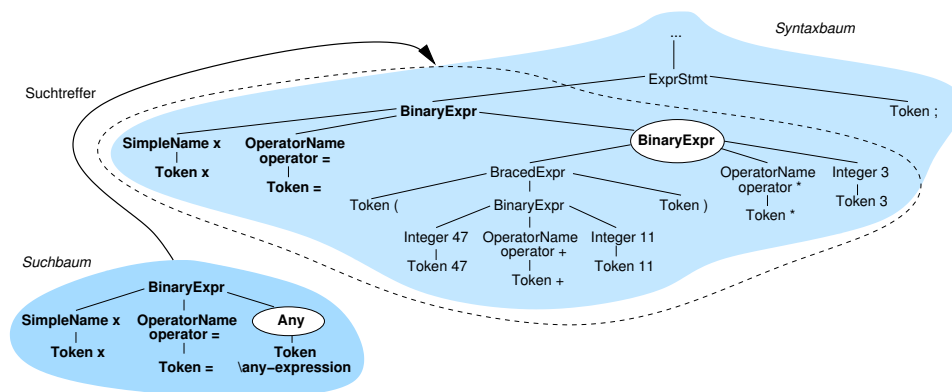 Syntaxbaum
...
ExprStmt
Suchtreffer
BinaryExpr
Token ;
SimpleName x
OperatorName
operator =
BinaryExpr
Token x
Token =
BracedExpr
OperatorName
operator *
Integer 3
Token (
BinaryExpr
Token )
Token *
Token 3
Integer 47
OperatorName
operator +
Integer 11
Token 47
Token +
Token 11
Suchbaum
BinaryExpr
SimpleName x
OperatorName
operator =
Any
Token x
Token =
Token
\any−expression